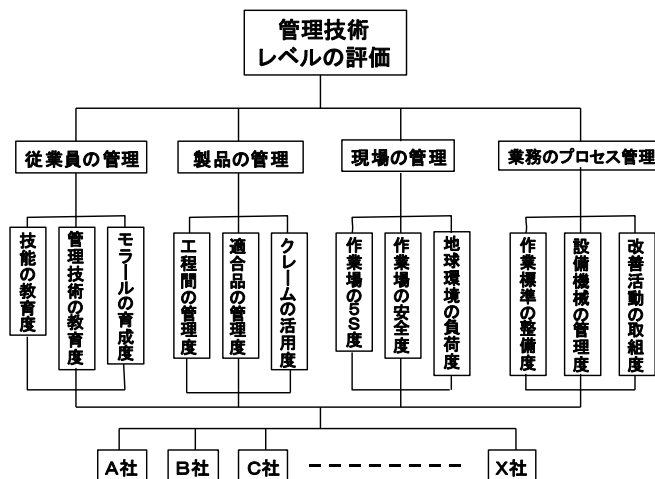 管理技術
レベルの評価
従業員の管理
製品の管理
現場の管理
業務のプロセス管理
技能の教育度
管理技術の教育度
モラールの育成度
工程間の管理度
適合品の管理度
クレームの活用度
作業場の5S度
作業場の安全度
地球環境の負荷度
作業標準の整備度
設備機械の管理度
改善活動の取組度
A社
B社
C社
X社